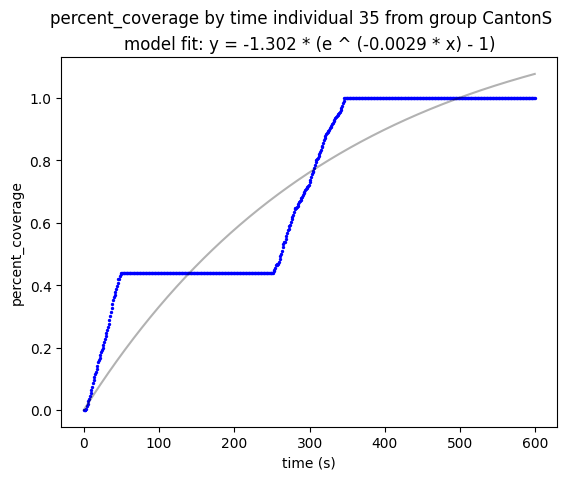 percent_coverage by time individual 35 from group CantonS
model fit: y = -1.302 * (e ^ (-0.0029 * x) - 1)
1.0
0.8
0.6
0.4
0.2
0.0
percent_coverage
0 100 200 300 400 500 600
time (s)